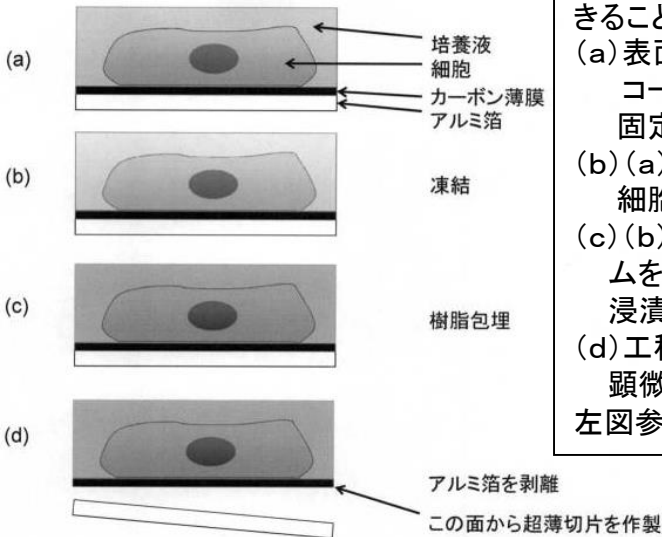 (a)
培養液
細胞
カーボン薄膜
アルミ箔
(b)
凍結
(c)
樹脂包埋
(d)
アルミ箔を剥離
この面から超薄切片を作製
きること
(a)表面
コー
固定
(b)(a)
細胞
(c)(b)
ムを
浸漬
(d)工程
顕微
左図参